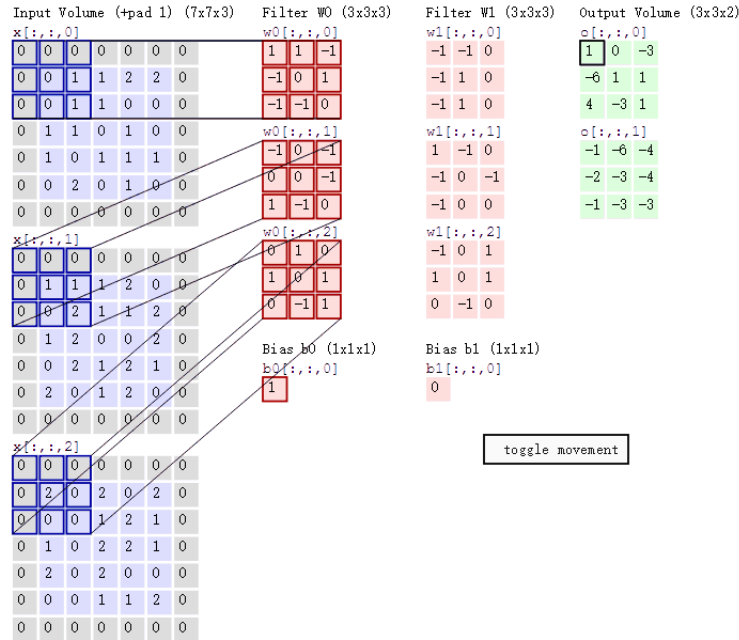 Input Volume (+pad 1) (7x7x3)
x[:,:,0]
0 0 0 0 0 0 0
0 0 1 1 2 2 0
0 0 1 1 0 0 0
0 1 1 0 1 0 0
0 1 0 1 1 1 0
0 0 2 0 1 0 0
0 0 0 0 0 0 0
x[:,:,1]
0 0 0 0 0 0 0
0 1 1 1 2 0 0
0 0 2 1 1 2 0
0 1 2 0 0 2 0
0 0 2 1 2 1 0
0 2 0 1 2 0 0
0 0 0 0 0 0 0
x[:,:,2]
0 0 0 0 0 0 0
0 2 0 2 0 2 0
0 0 0 1 2 1 0
0 1 0 2 2 1 0
0 2 0 2 0 0 0
0 0 0 1 1 2 0
0 0 0 0 0 0 0
Filter W0 (3x3x3)
w0[:,:,0]
1 1 -1
-1 0 1
-1 -1 0
w0[:,:,1]
-1 0 -1
0 0 -1
1 -1 0
w0[:,:,2]
0 1 0
1 0 1
0 -1 1
Bias b0 (1x1x1)
b0[:,:,0]
1
Filter W1 (3x3x3)
w1[:,:,0]
-1 -1 0
-1 1 0
-1 1 0
w1[:,:,1]
1 -1 0
-1 0 -1
-1 0 0
w1[:,:,2]
-1 0 1
1 0 1
0 -1 0
Bias b1 (1x1x1)
b1[:,:,0]
0
Output Volume (3x3x2)
o[:,:,0]
1 0 -3
-6 1 1
4 -3 1
o[:,:,1]
-1 -6 -4
-2 -3 -4
-1 -3 -3
toggle movement